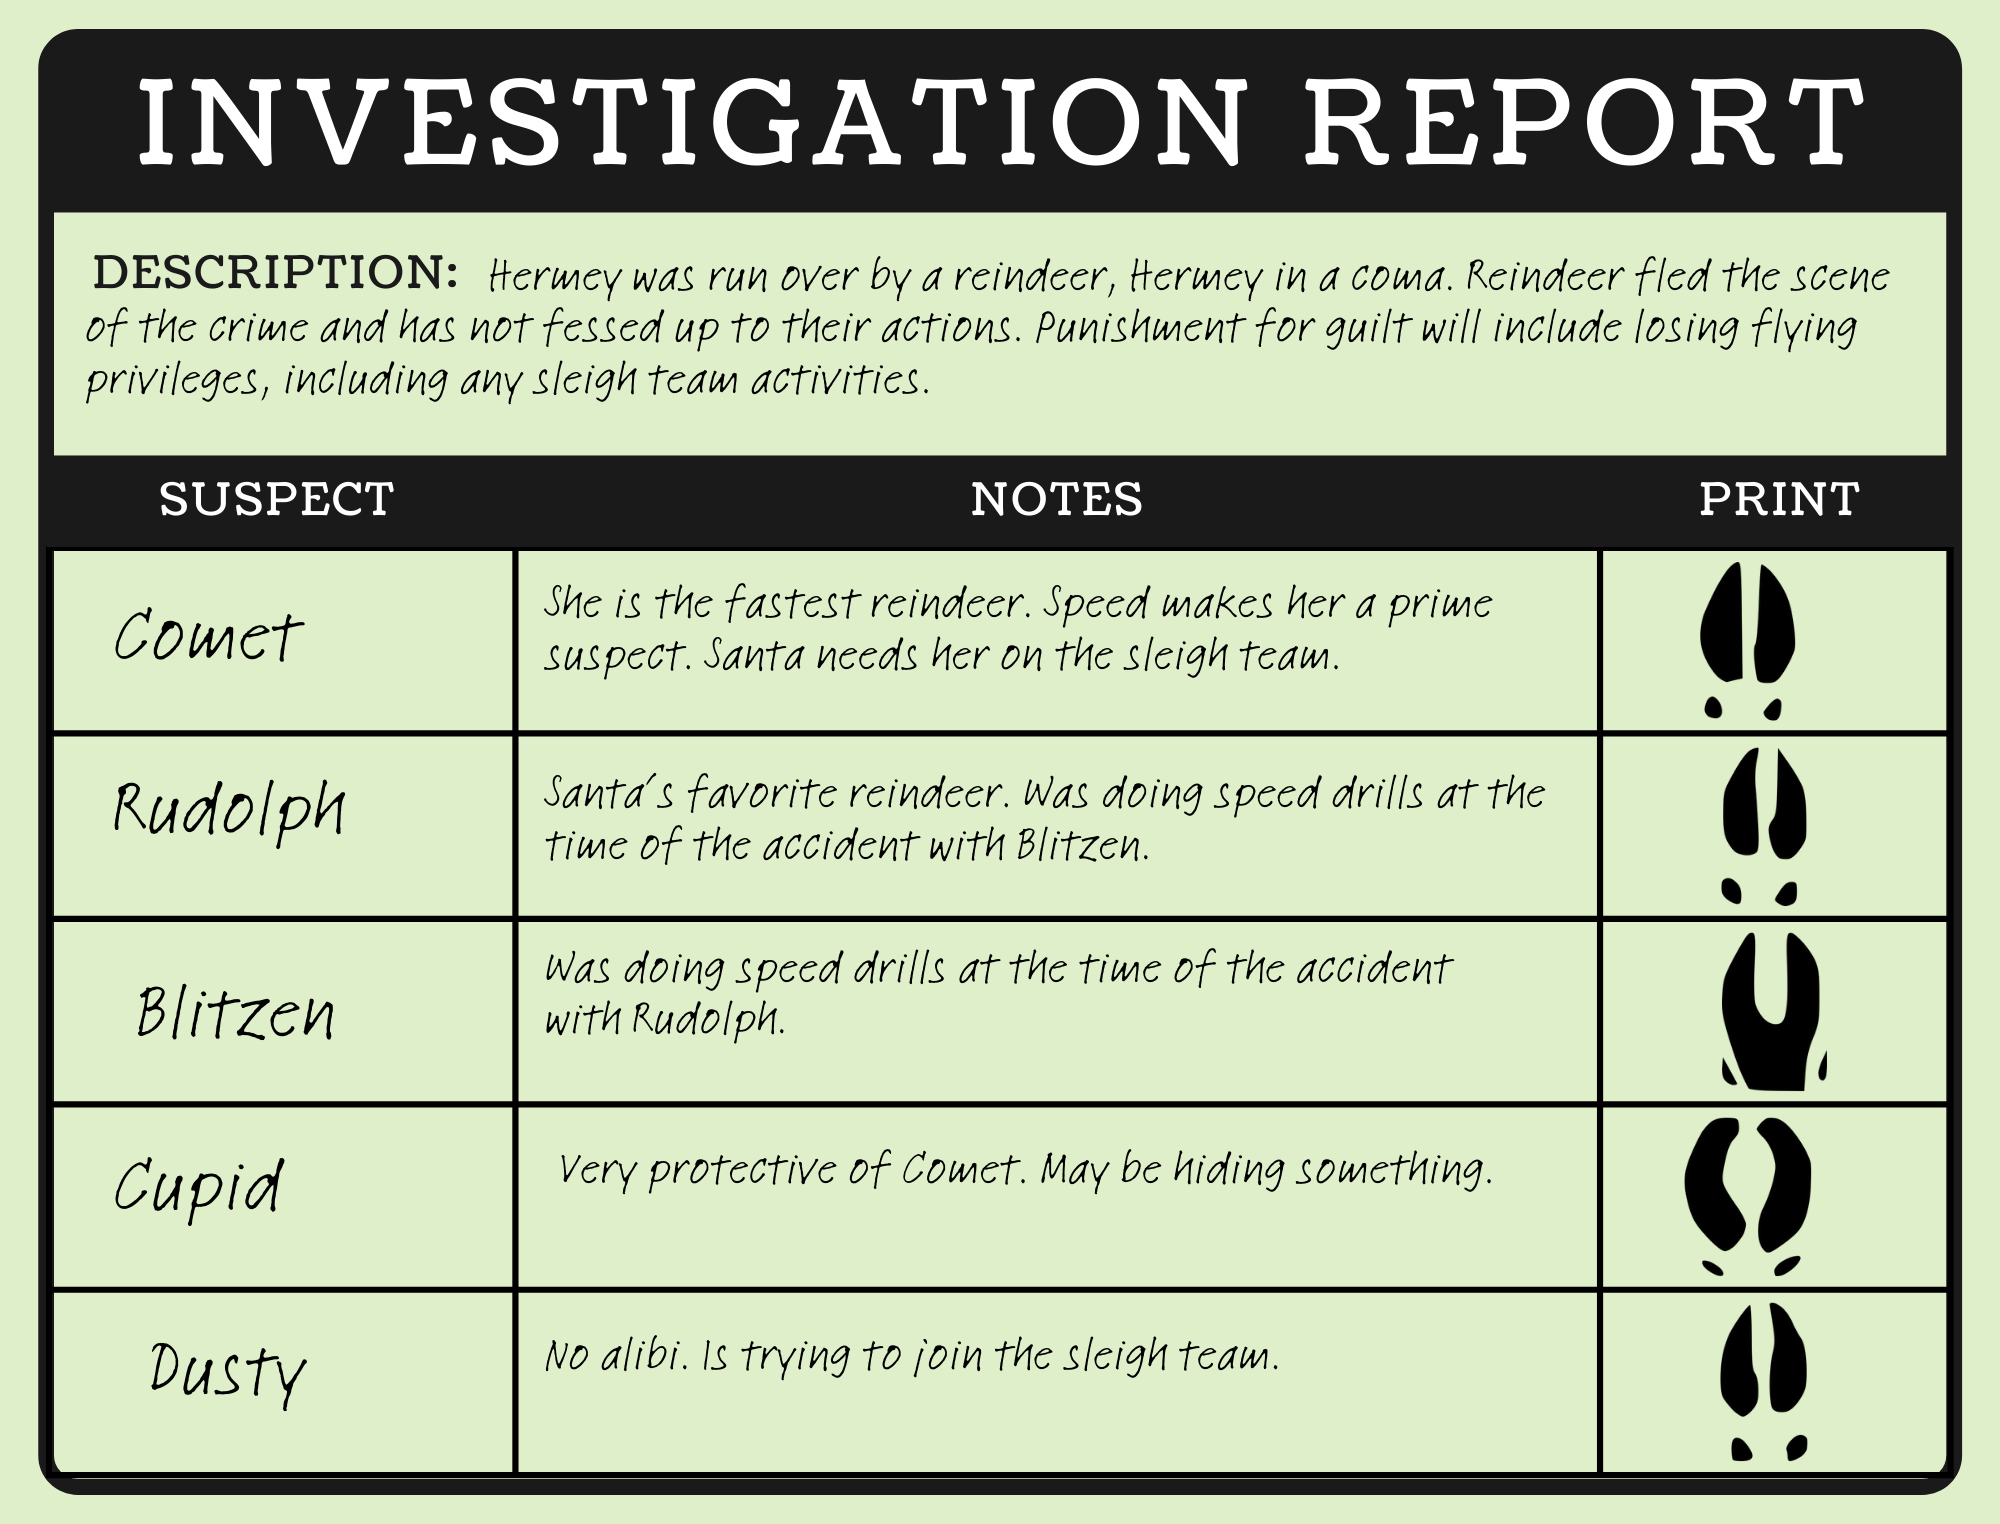 INVESTIGATION REPORT
DESCRIPTION: Hermey was run over by a reindeer, Hermey in a coma. Reindeer fled the scene
of the crime and has not fessed up to their actions. Punishment for guilt will include losing flying
privileges, including any sleigh team activities.
SUSPECT NOTES PRINT
Comet
She is the fastest reindeer. Speed makes her a prime
suspect. Santa needs her on the sleigh team.
Rudolph
Santa's favorite reindeer. Was doing speed drills at the
time of the accident with Blitzen.
Blitzen
Was doing speed drills at the time of the accident
with Rudolph.
Cupid
Very protective of Comet. May be hiding something.
Dusty
No alibi. Is trying to join the sleigh team.